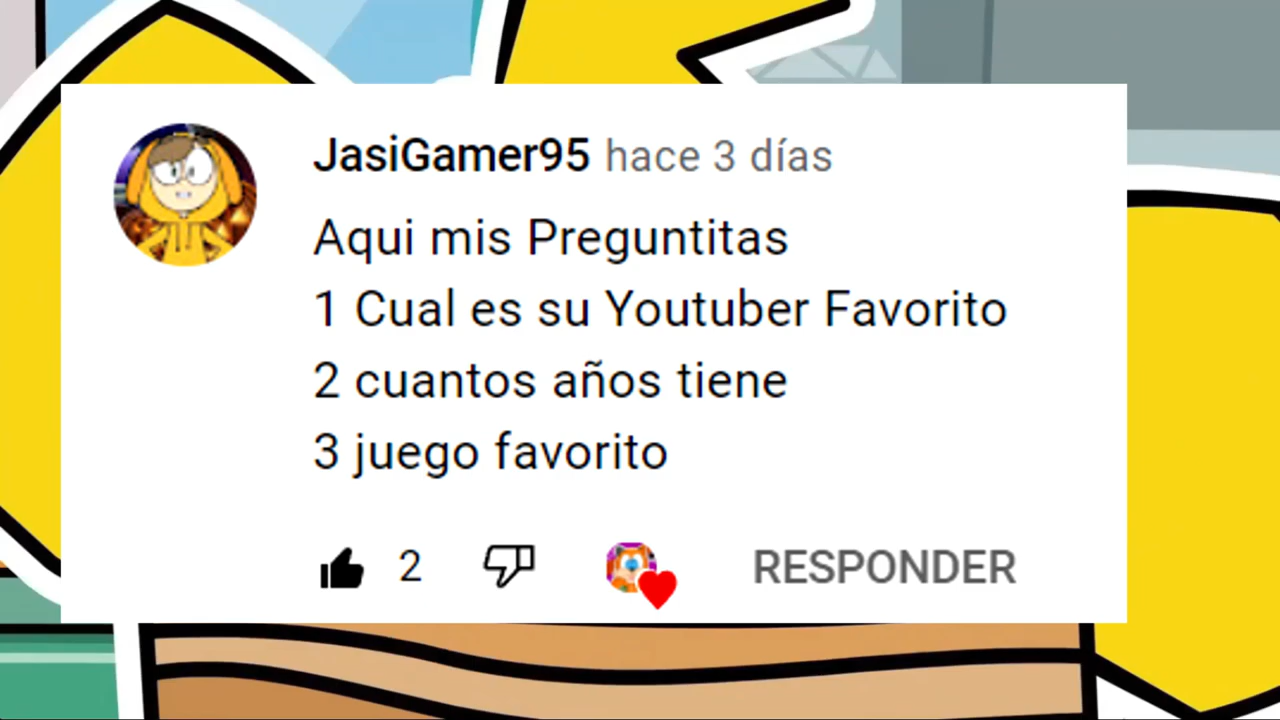 JasiGamer95 hace 3 días
Aqui mis Preguntitas
1 Cual es su Youtuber Favorito
2 cuantos años tiene
3 juego favorito
2 RESPONDER